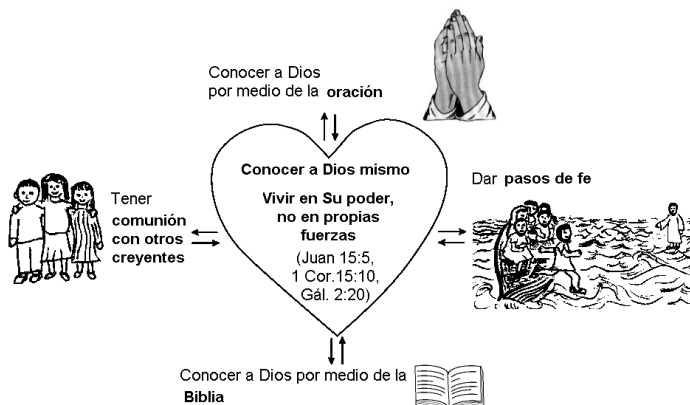 Conocer a Dios
por medio de la oración
Conocer a Dios mismo
Vivir en Su poder,
no en propias
fuerzas
(Juan 15:5,
1 Cor.15:10,
Gál. 2:20)
Tener
comunión
con otros
creyentes
Dar pasos de fe
Conocer a Dios por medio de la
Biblia